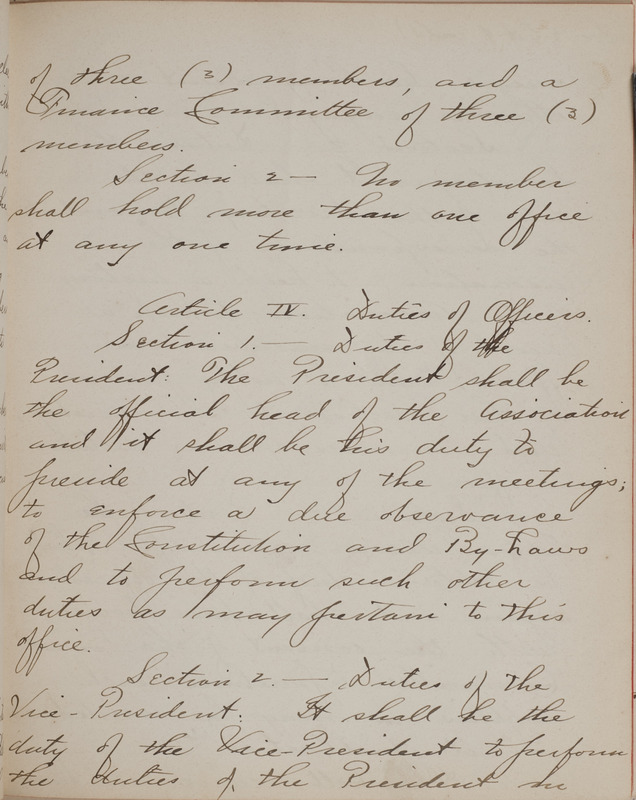 of three (3) members, and a
Finance Committee of three (3)
members.
Section 2 — No member
shall hold more than one office
at any one time.
Article IV. Duties of Officers.
Section 1. — Duties of the
President: The President shall be
the official head of the Association
and it shall be his duty to
preside at any of the meetings;
to enforce a due observance
of the Constitution and By-Laws
and to perform such other
duties as may pertain to this
office.
Section 2. — Duties of the
Vice-President. It shall be the
duty of the Vice-President to perform
the duties of the President in